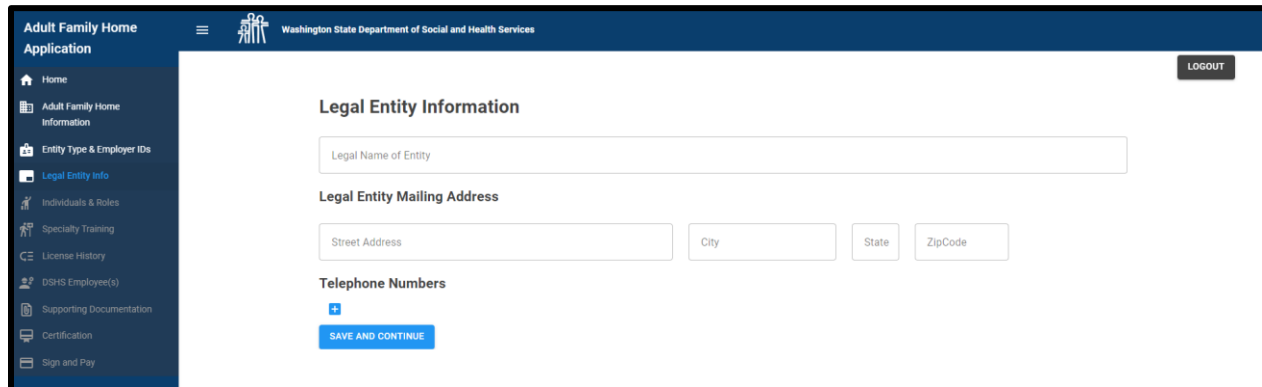 Adult Family Home
Application
Washington State Department of Social and Health Services
LOGOUT
Home
Adult Family Home
Information
Entity Type & Employer IDs
Legal Entity Info
Individuals & Roles
Specialty Training
License History
DSHS Employee(s)
Supporting Documentation
Certification
Sign and Pay
Legal Entity Information
Legal Name of Entity
Legal Entity Mailing Address
Street Address
City
State
ZipCode
Telephone Numbers
SAVE AND CONTINUE